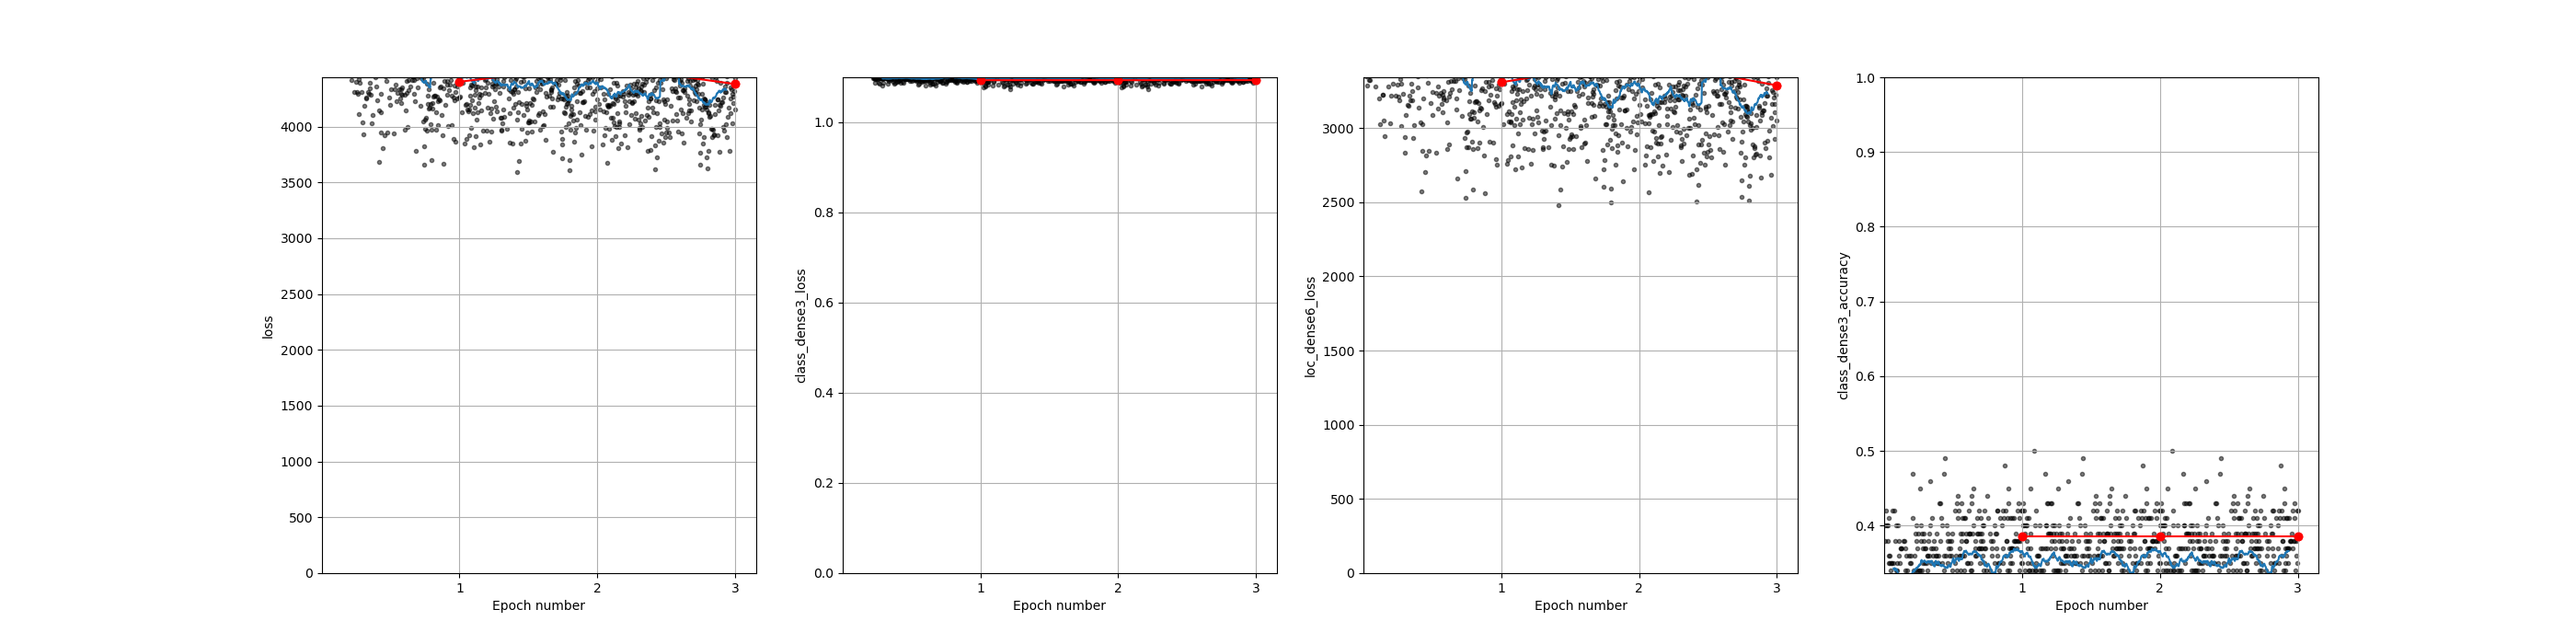 loss
4000
3500
3000
2500
2000
1500
1000
500
0
1 2 3
Epoch number
class_dense3_loss
1.0
0.8
0.6
0.4
0.2
0.0
1 2 3
Epoch number
loc_dense6_loss
3000
2500
2000
1500
1000
500
0
1 2 3
Epoch number
class_dense3_accuracy
1.0
0.9
0.8
0.7
0.6
0.5
0.4
1 2 3
Epoch number